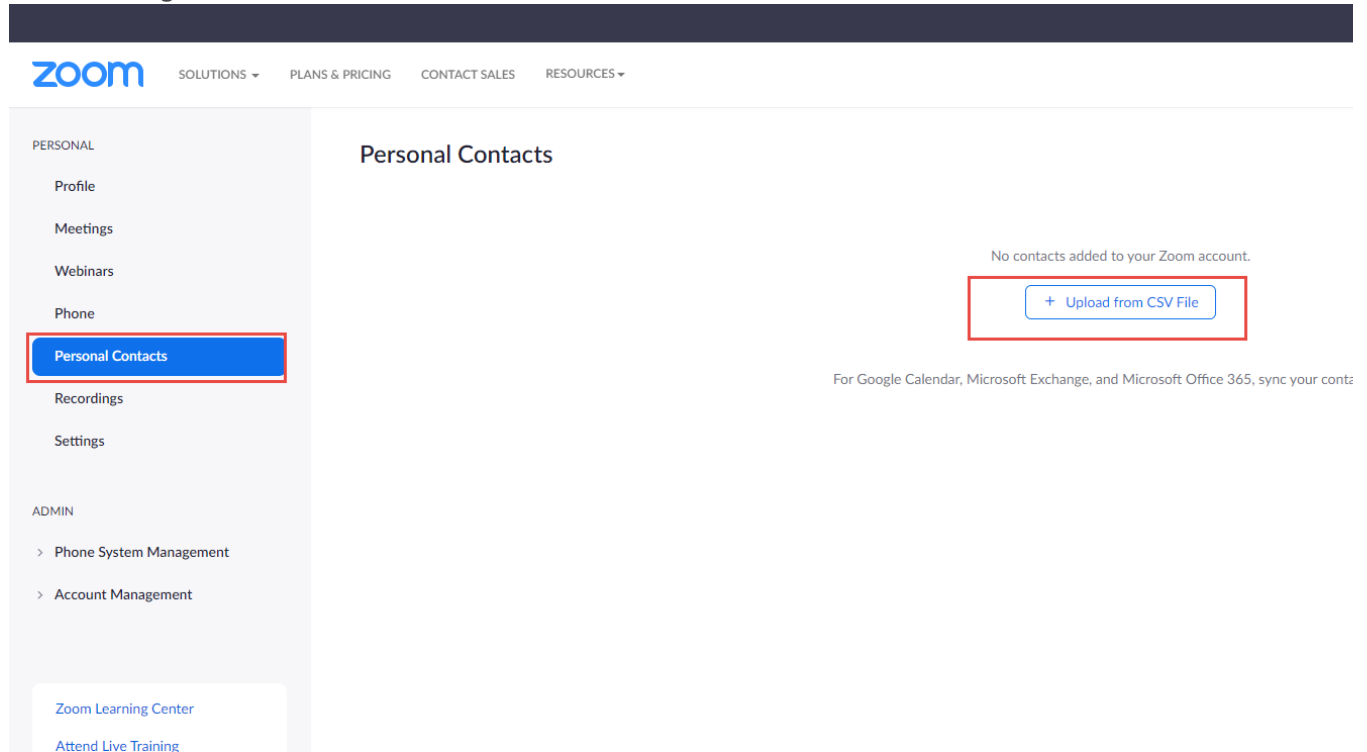 zoom SOLUTIONS PLANS & PRICING CONTACT SALES RESOURCES
PERSONAL
Profile
Meetings
Webinars
Phone
Personal Contacts
Recordings
Settings
ADMIN
Phone System Management
Account Management
Zoom Learning Center
Attend Live Training
Personal Contacts
No contacts added to your Zoom account.
+ Upload from CSV File
For Google Calendar, Microsoft Exchange, and Microsoft Office 365, sync your conta